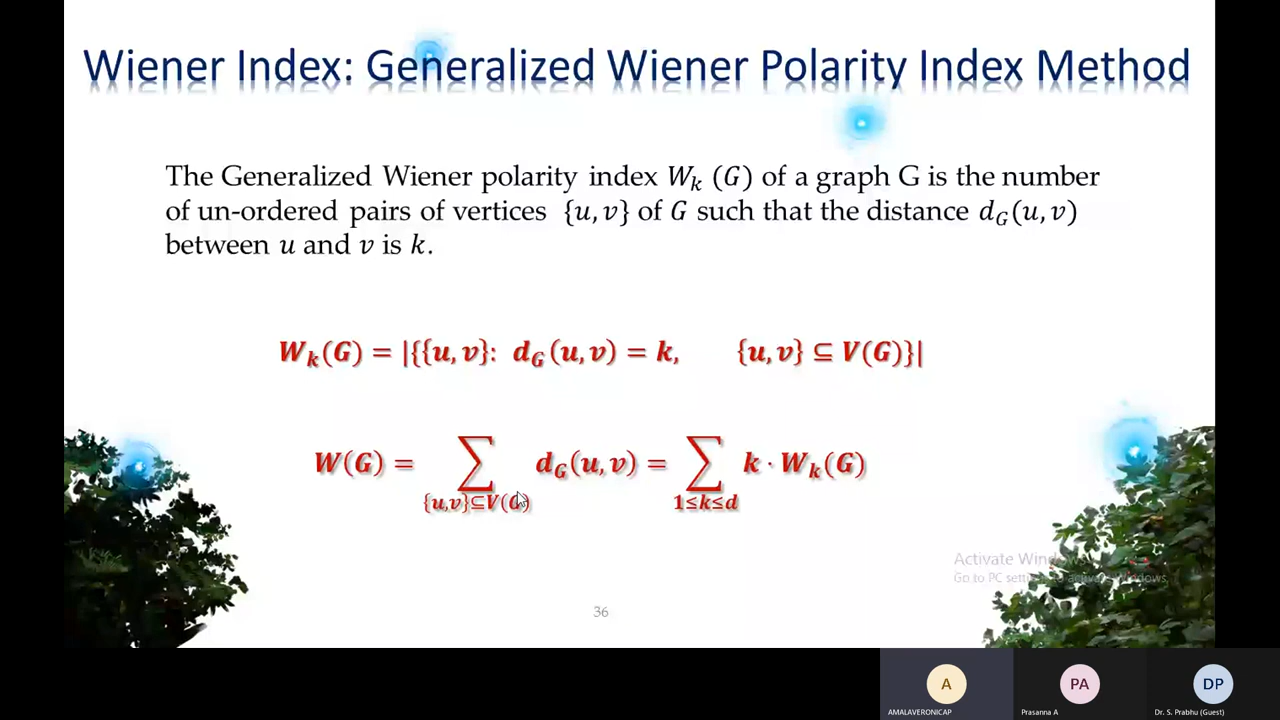 Wiener Index: Generalized Wiener Polarity Index Method
The Generalized Wiener polarity index W_k (G) of a graph G is the number
of un-ordered pairs of vertices {u, v} of G such that the distance d_G(u, v)
between u and v is k.
W_k(G) = |{{u, v}: d_G(u, v) = k, {u, v} ⊆ V(G)}|
W(G) = ∑_{{u,v}⊆V(G)} d_G(u, v) = ∑_{1≤k≤d} k · W_k(G)
Activate Windows
Go to PC settings to activate Windows.
36
A PA DP
AMALAVERONICAP Prasanna A Dr. S. Prabhu (Guest)